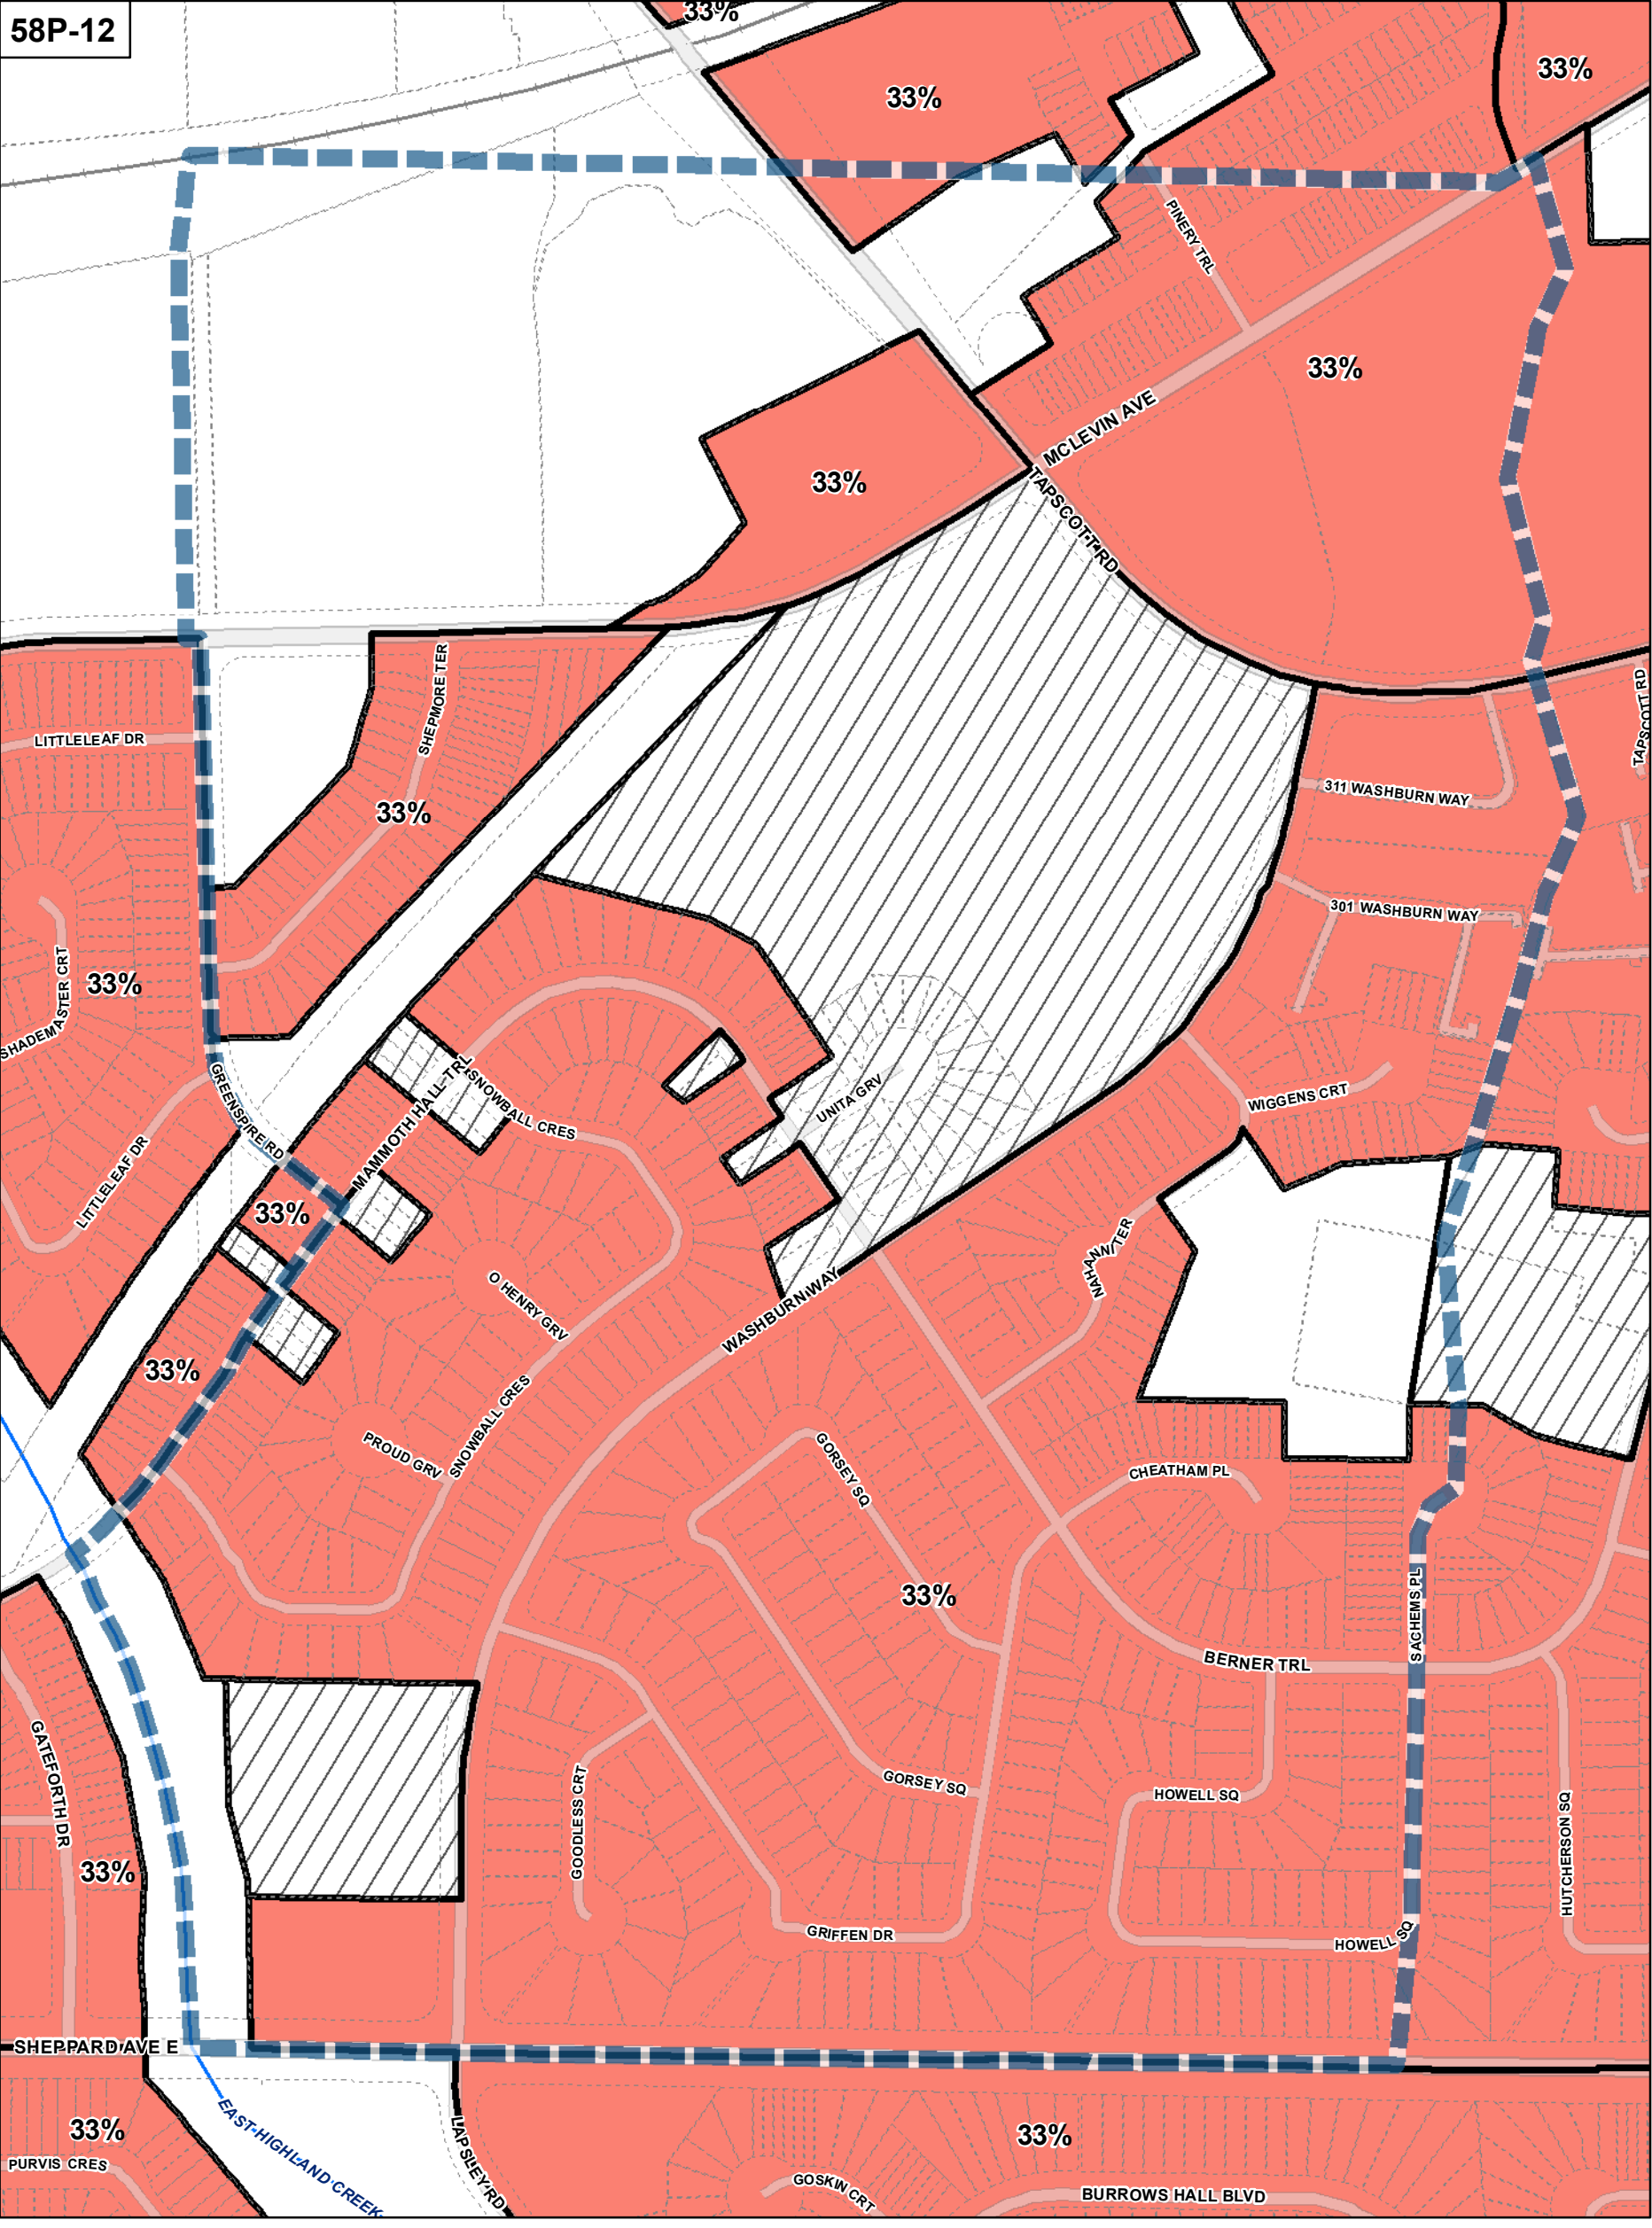 58P-12
33%
33%
33%
PINERY TRL
33%
MCLEVIN AVE
33%
TAPSCOTT RD
SHEPMORE TER
TAPSCOTT RD
LITTLELEAF DR
311 WASHBURN WAY
33%
301 WASHBURN WAY
33%
SHADEMASTER CRT
GREENSPIRE RD
MAMMOTH HALL TRL
SNOWBALL CRES
UNITA GRV
WIGGENS CRT
LITTLELEAF DR
33%
NAHANNI TER
O HENRY GRV
WASHBURN WAY
33%
SNOWBALL CRES
PROUD GRV
GORSEY SQ
CHEATHAM PL
33%
SACHEMS PL
BERNER TRL
GATEFORTH DR
GORSEY SQ
HOWELL SQ
GOODLESS CRT
HUTCHERSON SQ
33%
GRIFFEN DR
HOWELL SQ
SHEPPARD AVE E
33%
33%
EAST HIGHLAND CREEK
LAPSLEY RD
PURVIS CRES
GOSKIN CRT
BURROWS HALL BLVD